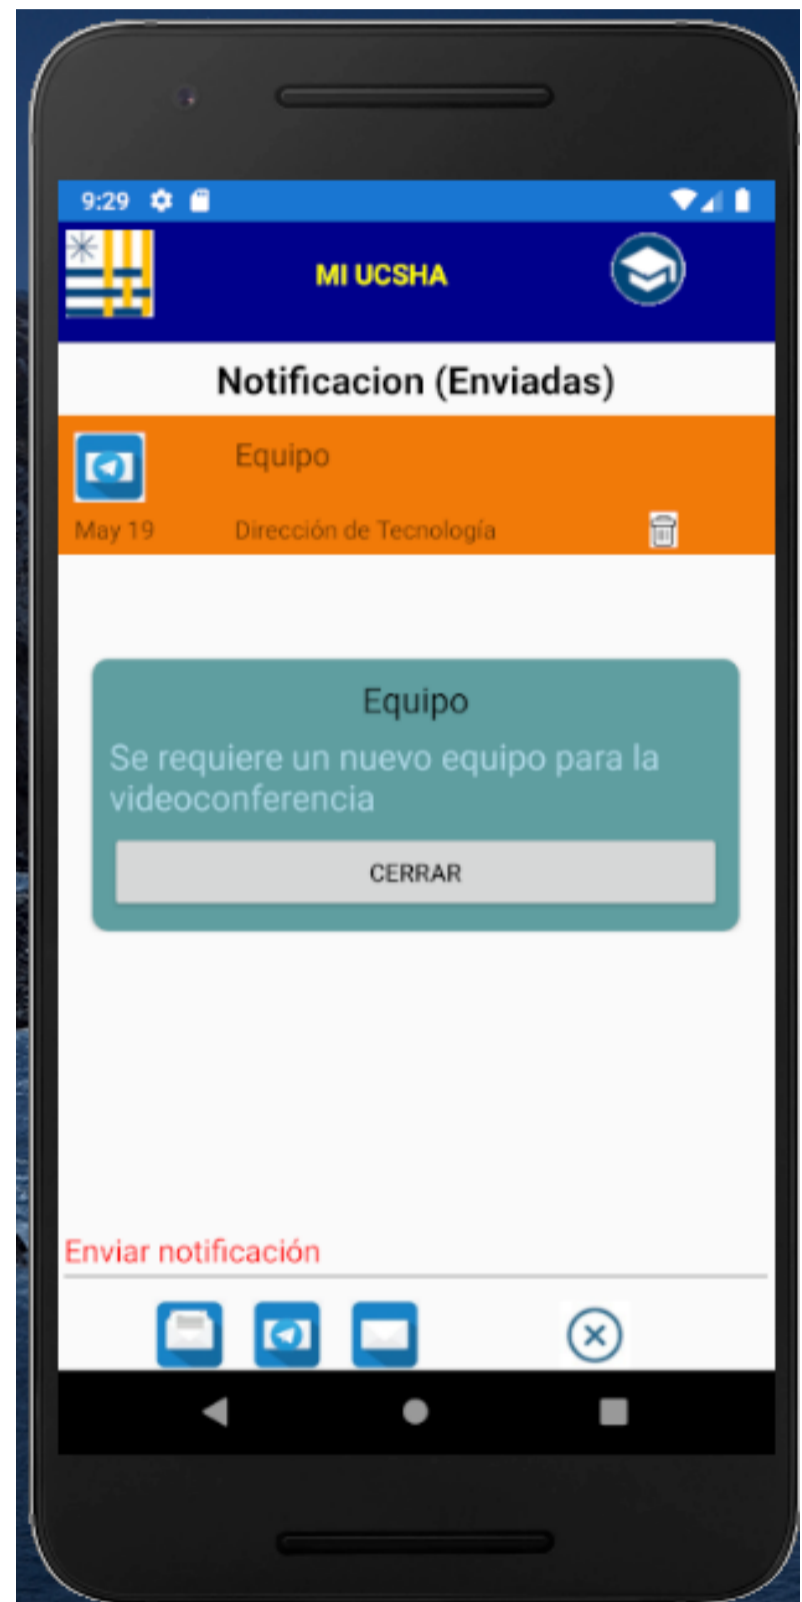 9:29
MI UCSHA
Notificacion (Enviadas)
Equipo
May 19 Dirección de Tecnología
Equipo
Se requiere un nuevo equipo para la
videoconferencia
CERRAR
Enviar notificación